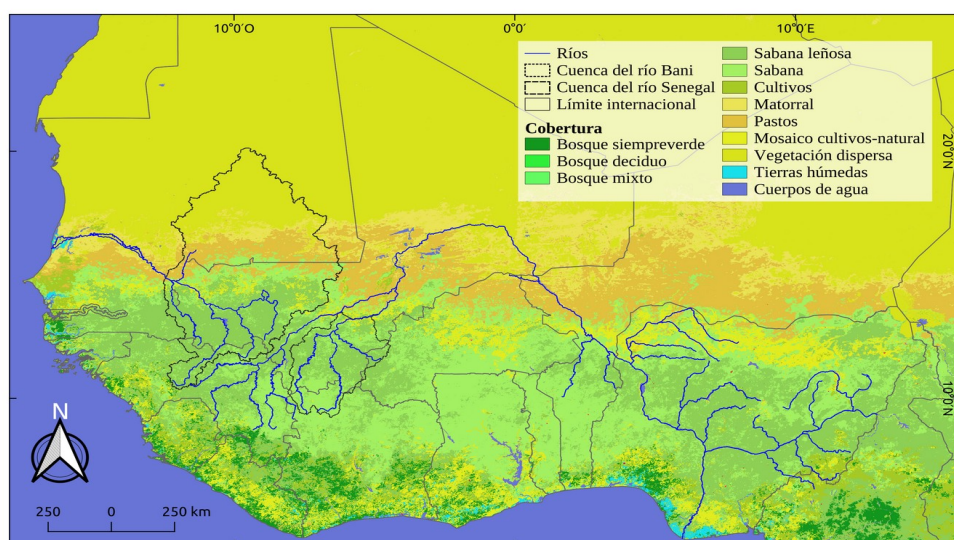 10°0′O
0°0′
10°0′E
Ríos
Cuenca del río Bani
Cuenca del río Senegal
Límite internacional
Cobertura
Bosque siempreverde
Bosque deciduo
Bosque mixto
Sabana leñosa
Sabana
Cultivos
Matorral
Pastos
Mosaico cultivos-natural
Vegetación dispersa
Tierras húmedas
Cuerpos de agua
20°0′N
10°0′N
N
250 0 250 km